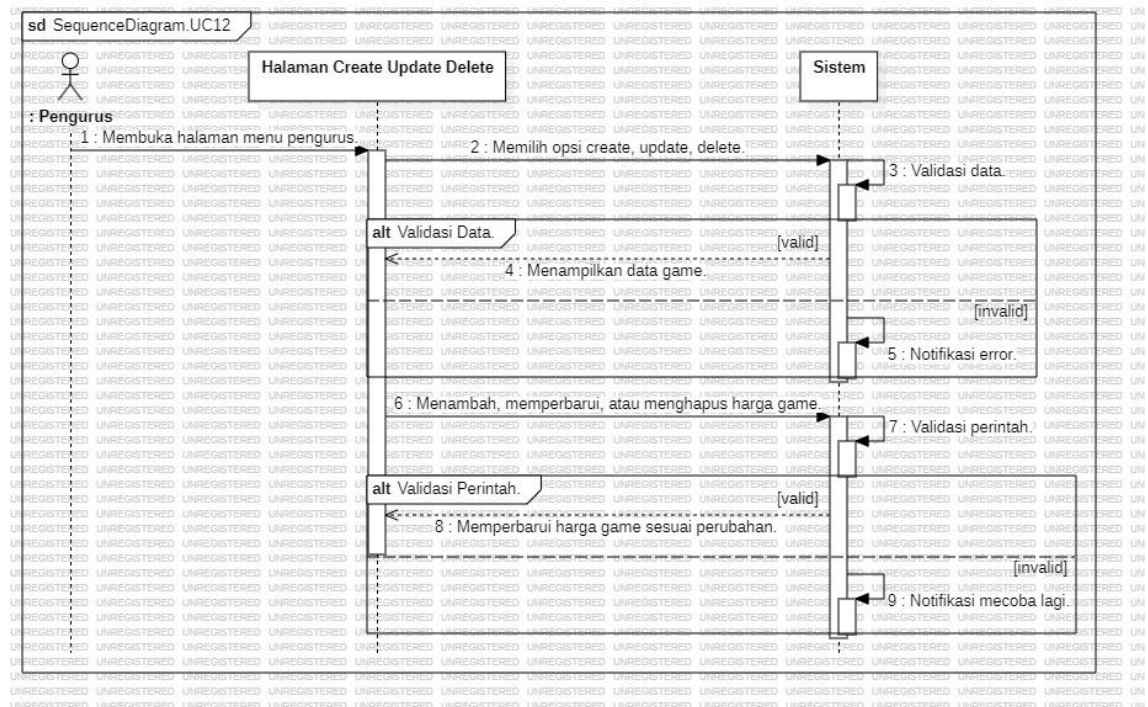 sd SequenceDiagram.UC12
Halaman Create Update Delete
Sistem
: Pengurus
1 : Membuka halaman menu pengurus.
2 : Memilih opsi create, update, delete.
3 : Validasi data.
alt Validasi Data.
[valid]
4 : Menampilkan data game.
[invalid]
5 : Notifikasi error.
6 : Menambah, memperbarui, atau menghapus harga game.
7 : Validasi perintah.
alt Validasi Perintah.
[valid]
8 : Memperbarui harga game sesuai perubahan.
[invalid]
9 : Notifikasi mecoba lagi.
UNREGISTERED